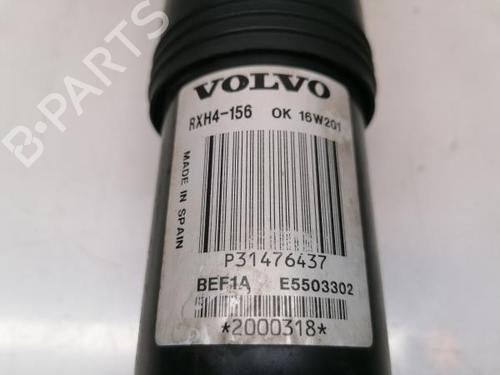 B-PARTS
VOLVO
RXH4-156 OK 16W201
MADE IN SPAIN
P31476437
BEF1A E5503302
*2000318*